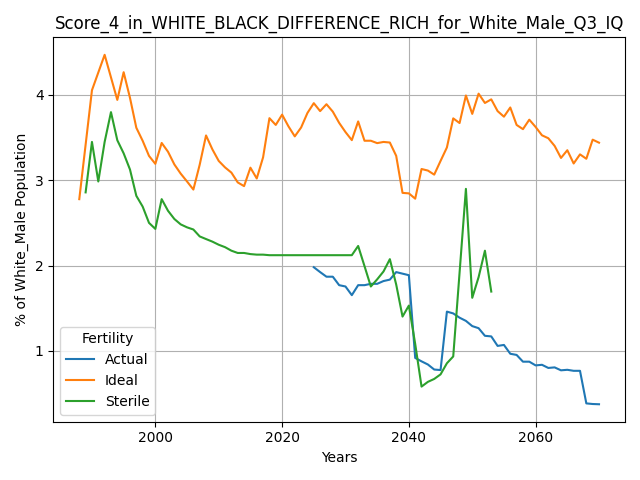 Score_4_in_WHITE_BLACK_DIFFERENCE_RICH_for_White_Male_Q3_IQ
% of White_Male Population
4
3
2
1
Fertility
Actual
Ideal
Sterile
2000
2020
2040
2060
Years